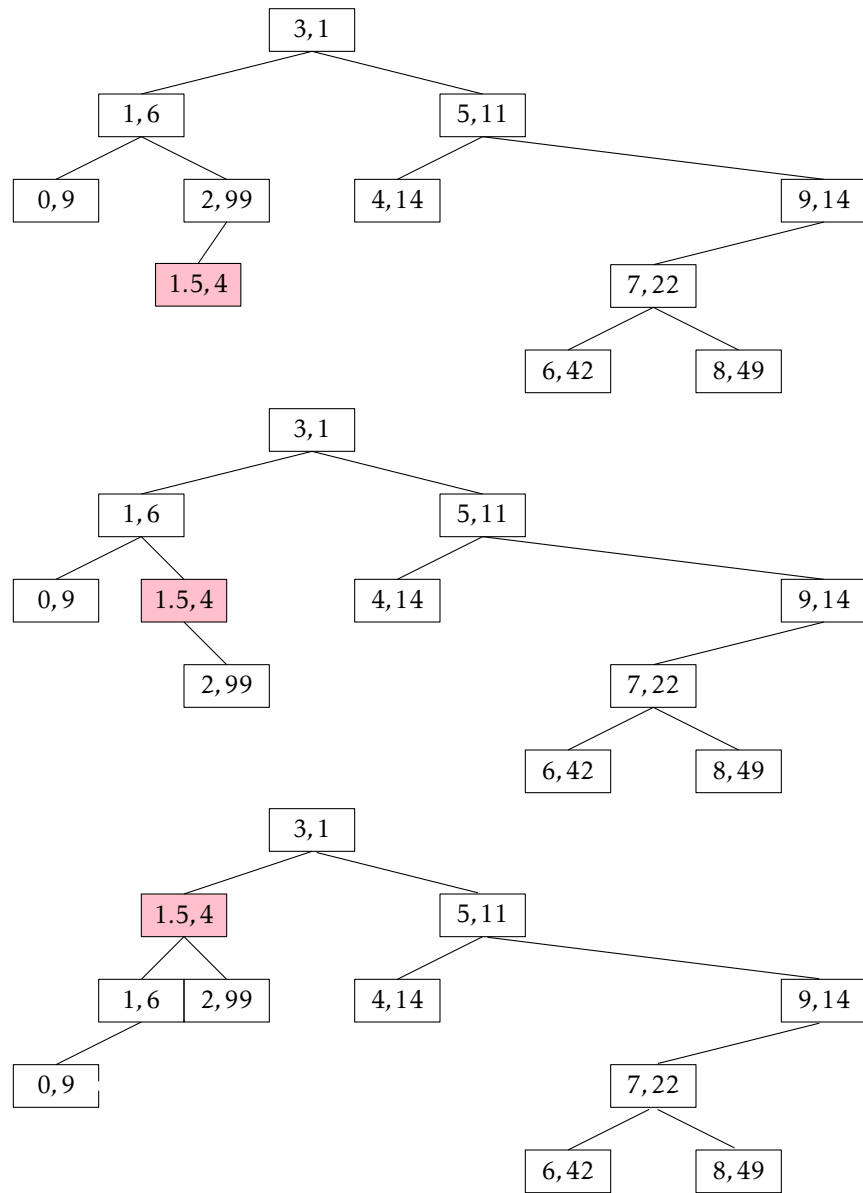 3, 1
1, 6 5, 11
0, 9 2, 99 4, 14 9, 14
1.5, 4 7, 22
6, 42 8, 49
3, 1
1, 6 5, 11
0, 9 1.5, 4 4, 14 9, 14
2, 99 7, 22
6, 42 8, 49
3, 1
1.5, 4 5, 11
1, 6 2, 99 4, 14 9, 14
0, 9 7, 22
6, 42 8, 49